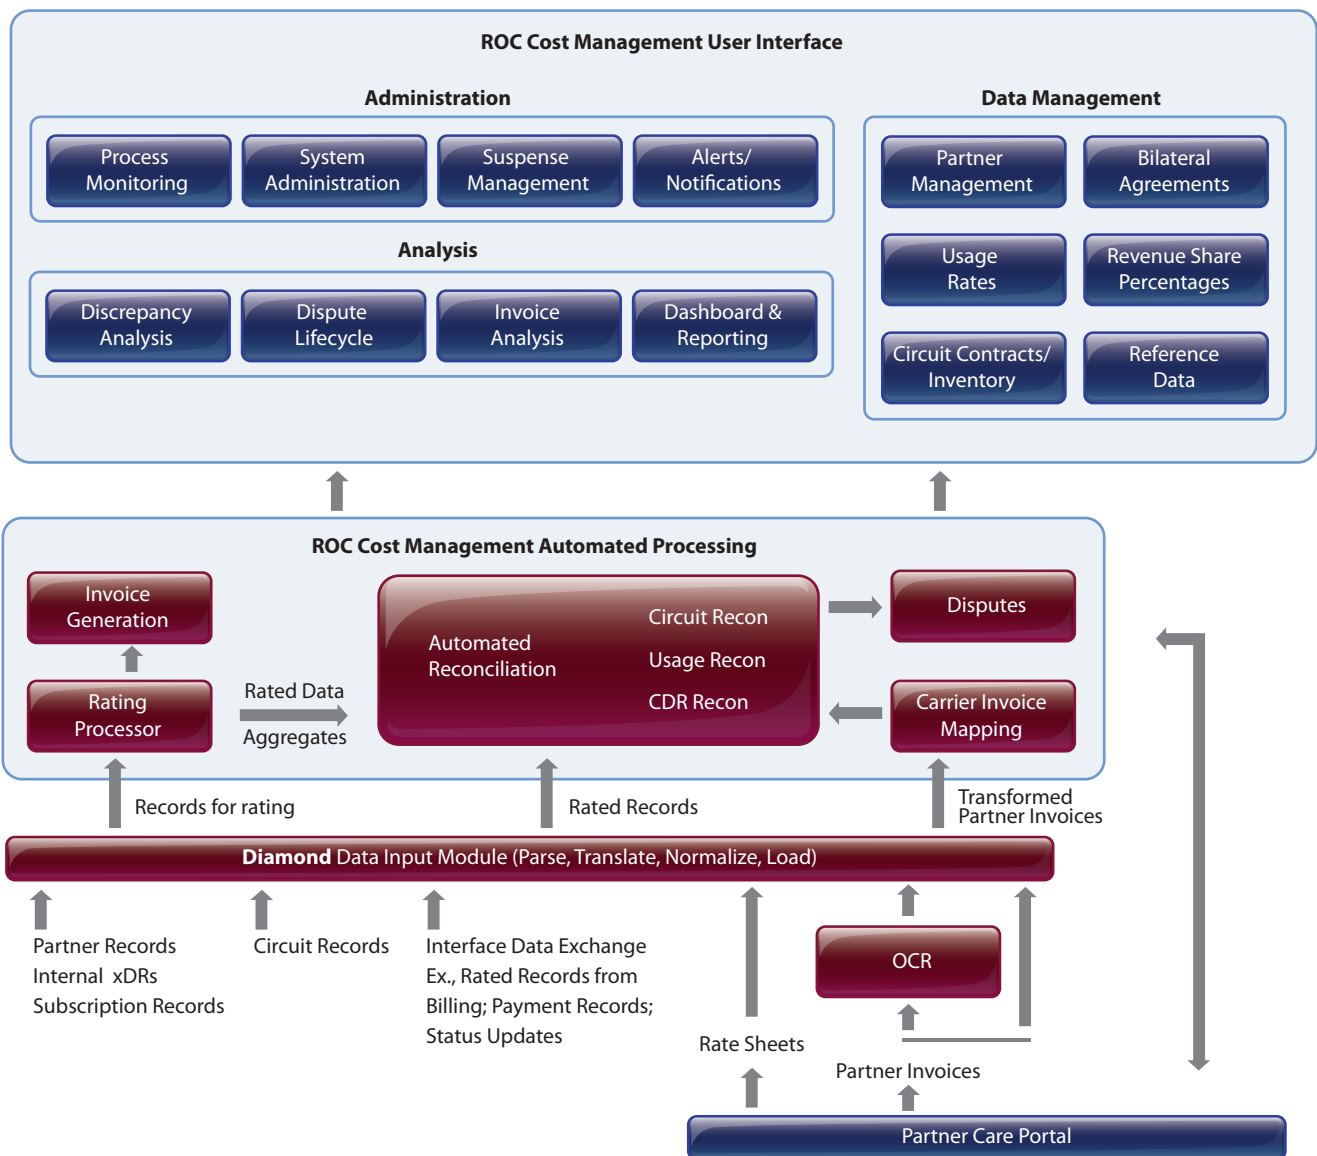 ROC Cost Management User Interface
Administration
Process
Monitoring
System
Administration
Suspense
Management
Alerts/
Notifications
Analysis
Discrepancy
Analysis
Dispute
Lifecycle
Invoice
Analysis
Dashboard &
Reporting
Data Management
Partner
Management
Bilateral
Agreements
Usage
Rates
Revenue Share
Percentages
Circuit Contracts/
Inventory
Reference
Data
ROC Cost Management Automated Processing
Invoice
Generation
Rating
Processor
Rated Data
Aggregates
Automated
Reconciliation
Circuit Recon
Usage Recon
CDR Recon
Disputes
Carrier Invoice
Mapping
Records for rating
Rated Records
Transformed
Partner Invoices
Diamond Data Input Module (Parse, Translate, Normalize, Load)
Partner Records
Internal xDRs
Subscription Records
Circuit Records
Interface Data Exchange
Ex., Rated Records from
Billing; Payment Records;
Status Updates
Rate Sheets
OCR
Partner Invoices
Partner Care Portal